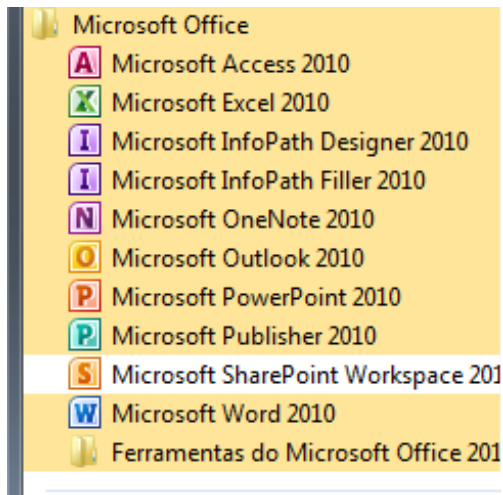 Microsoft Office
A Microsoft Access 2010
X Microsoft Excel 2010
I Microsoft InfoPath Designer 2010
I Microsoft InfoPath Filler 2010
N Microsoft OneNote 2010
O Microsoft Outlook 2010
P Microsoft PowerPoint 2010
P Microsoft Publisher 2010
S Microsoft SharePoint Workspace 201
W Microsoft Word 2010
Ferramentas do Microsoft Office 201